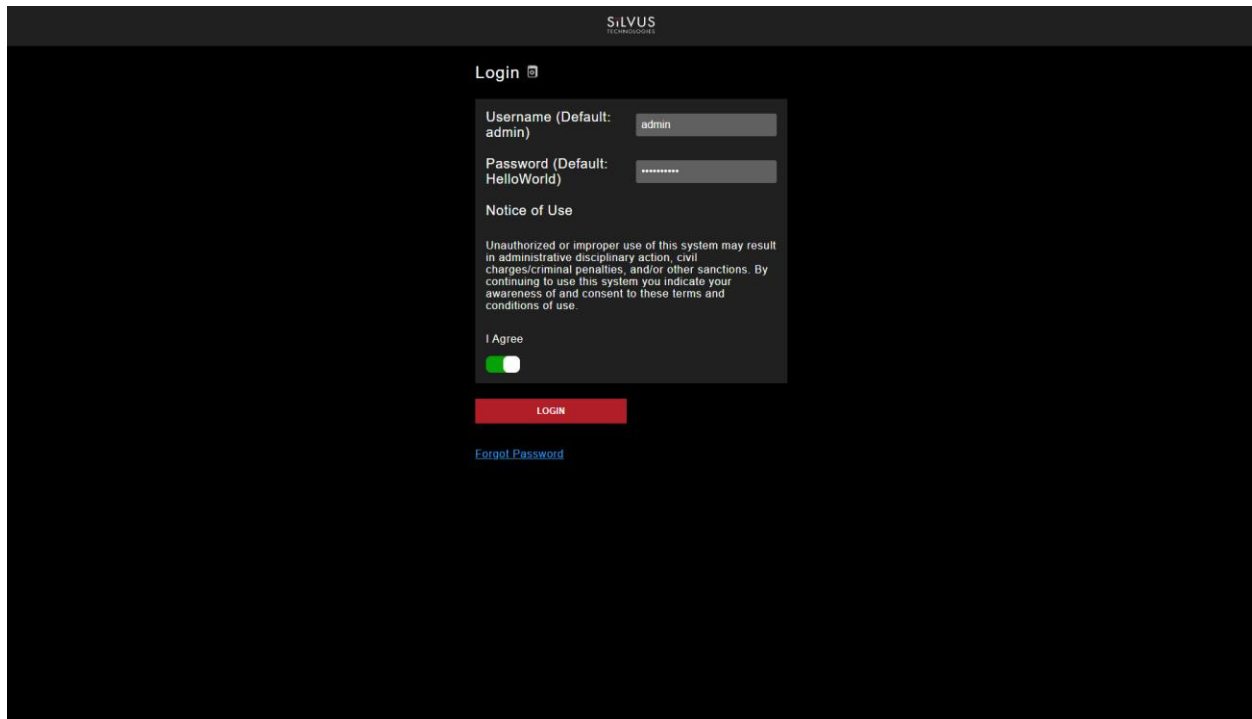 SiLVUS
TECHNOLOGIES
Login
Username (Default:
admin)
admin
Password (Default:
HelloWorld)
••••••••••
Notice of Use
Unauthorized or improper use of this system may result
in administrative disciplinary action, civil
charges/criminal penalties, and/or other sanctions. By
continuing to use this system you indicate your
awareness of and consent to these terms and
conditions of use.
I Agree
LOGIN
Forgot Password